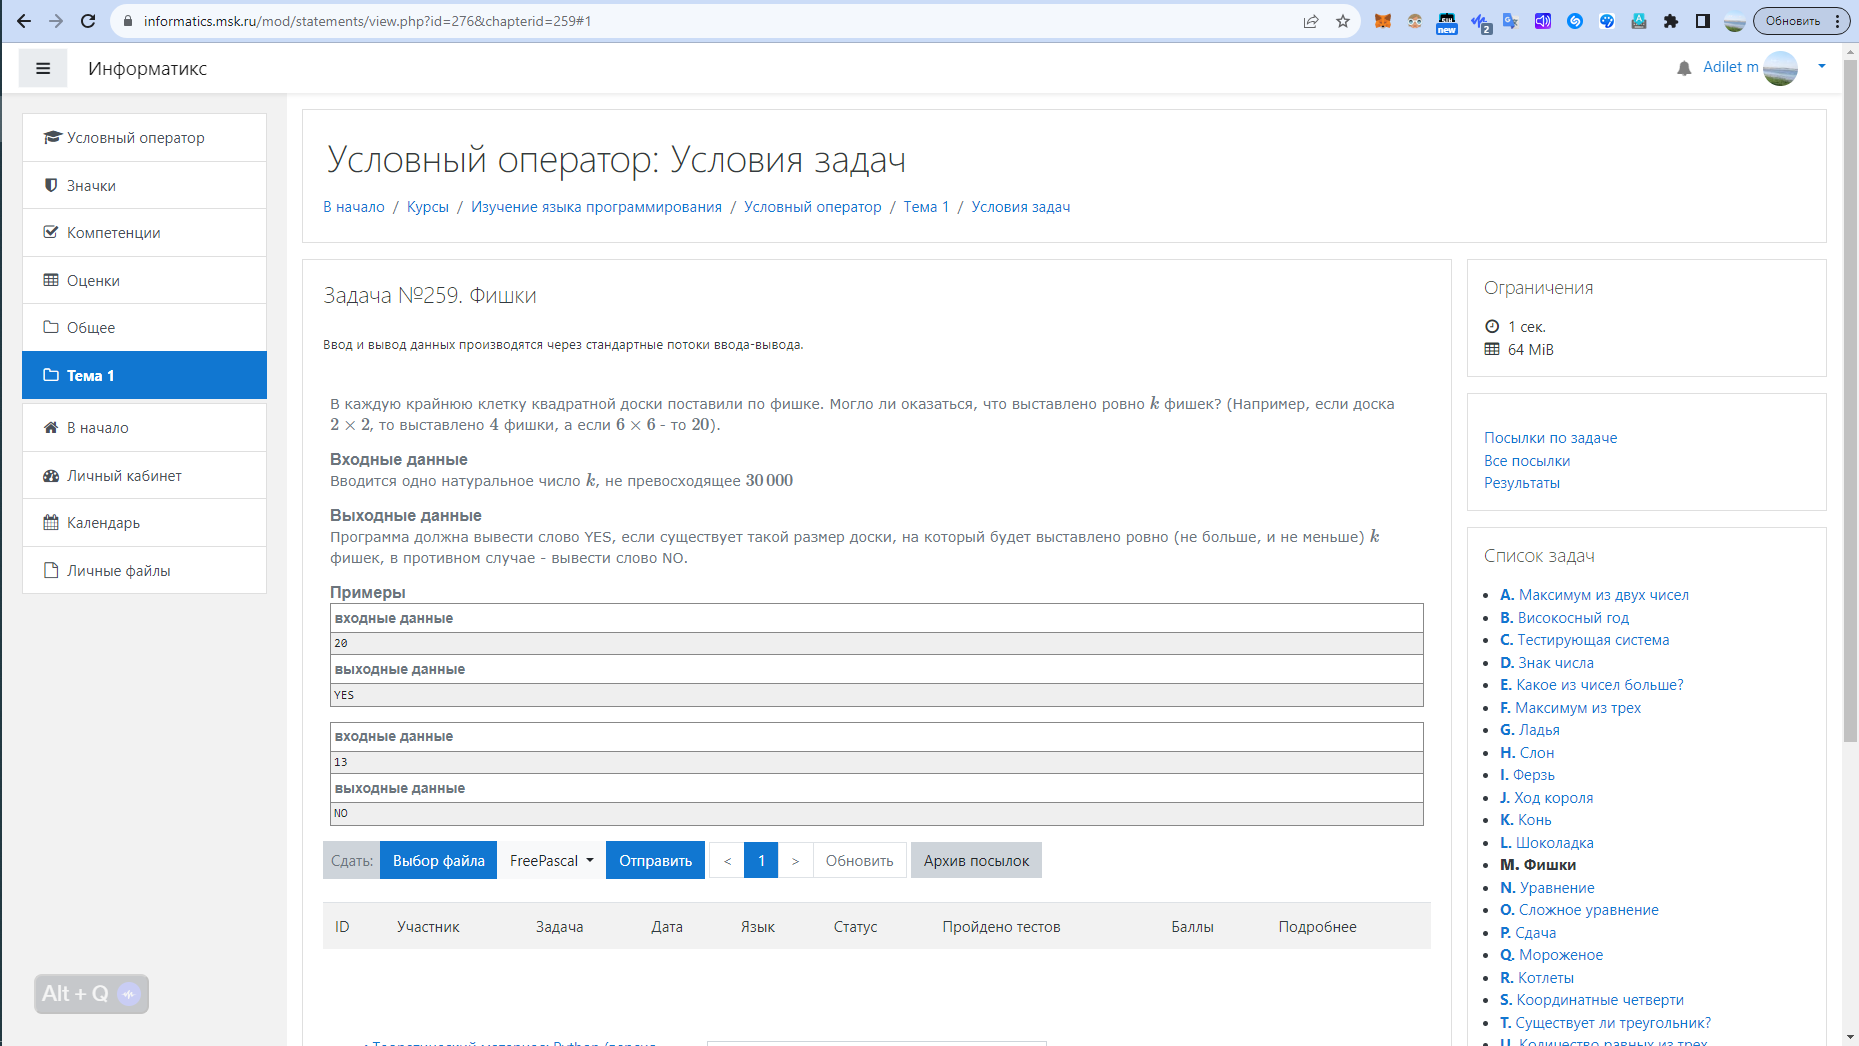 informatics.msk.ru/mod/statements/view.php?id=276&chapterid=259#1
new
2
Обновить
Информатикс
Adilet m
Условный оператор
Значки
Компетенции
Оценки
Общее
Тема 1
В начало
Личный кабинет
Календарь
Личные файлы
Alt + Q
Условный оператор: Условия задач
В начало / Курсы / Изучение языка программирования / Условный оператор / Тема 1 / Условия задач
Задача №259. Фишки
Ввод и вывод данных производятся через стандартные потоки ввода-вывода.
В каждую крайнюю клетку квадратной доски поставили по фишке. Могло ли оказаться, что выставлено ровно k фишек? (Например, если доска
2 × 2, то выставлено 4 фишки, а если 6 × 6 - то 20).
Входные данные
Вводится одно натуральное число k, не превосходящее 30 000
Выходные данные
Программа должна вывести слово YES, если существует такой размер доски, на который будет выставлено ровно (не больше, и не меньше) k
фишек, в противном случае - вывести слово NO.
Примеры
входные данные
20
выходные данные
YES
входные данные
13
выходные данные
NO
Сдать: Выбор файла FreePascal Отправить < 1 > Обновить Архив посылок
ID Участник Задача Дата Язык Статус Пройдено тестов Баллы Подробнее
Ограничения
1 сек.
64 MiB
Посылки по задаче
Все посылки
Результаты
Список задач
A. Максимум из двух чисел
B. Високосный год
C. Тестирующая система
D. Знак числа
E. Какое из чисел больше?
F. Максимум из трех
G. Ладья
H. Слон
I. Ферзь
J. Ход короля
K. Конь
L. Шоколадка
M. Фишки
N. Уравнение
O. Сложное уравнение
P. Сдача
Q. Мороженое
R. Котлеты
S. Координатные четверти
T. Существует ли треугольник?
U. Количество равных из трех